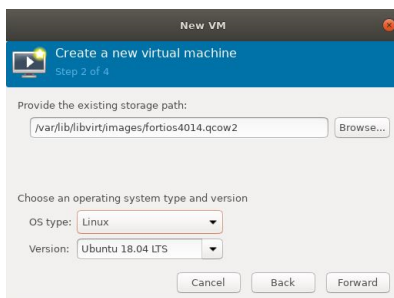 New VM
Create a new virtual machine
Step 2 of 4
Provide the existing storage path:
/var/lib/libvirt/images/fortios4014.qcow2 Browse...
Choose an operating system type and version
OS type: Linux
Version: Ubuntu 18.04 LTS
Cancel Back Forward